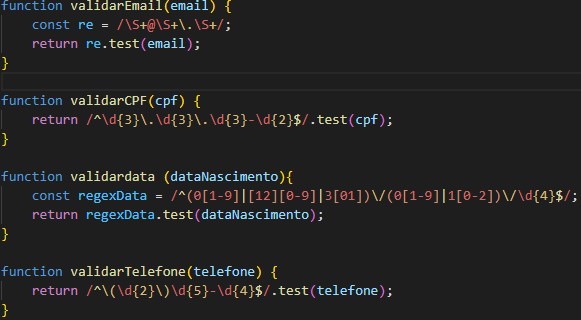 function validarEmail(email) {
    const re = /\S+@\S+\.\S+/;
    return re.test(email);
}

function validarCPF(cpf) {
    return /^\d{3}\.\d{3}\.\d{3}-\d{2}$/.test(cpf);
}

function validardata (dataNascimento){
    const regexData = /^(0[1-9]|[12][0-9]|3[01])\/(0[1-9]|1[0-2])\/\d{4}$/;
    return regexData.test(dataNascimento);
}

function validarTelefone(telefone) {
    return /^\(\d{2}\)\d{5}-\d{4}$/.test(telefone);
}